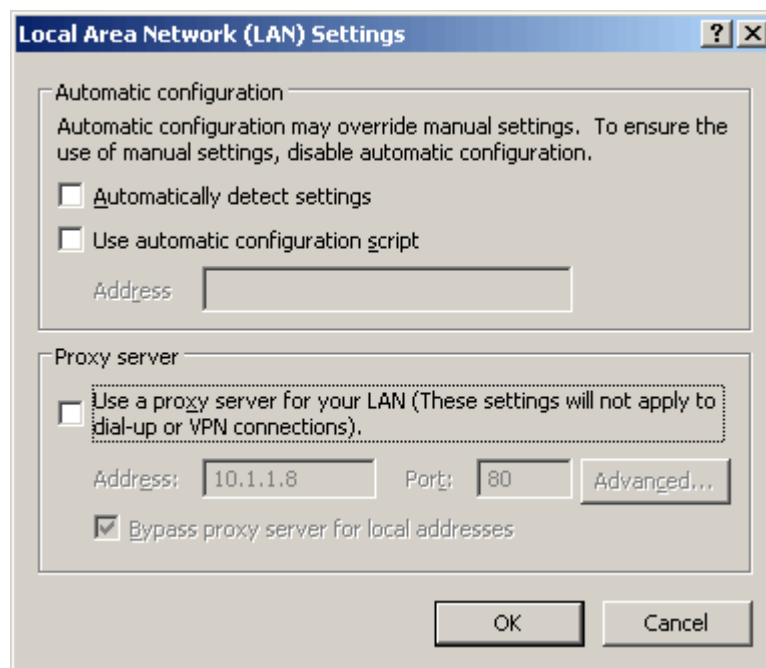 Local Area Network (LAN) Settings
Automatic configuration
Automatic configuration may override manual settings. To ensure the
use of manual settings, disable automatic configuration.
Automatically detect settings
Use automatic configuration script
Address
Proxy server
Use a proxy server for your LAN (These settings will not apply to
dial-up or VPN connections).
Address: 10.1.1.8 Port: 80 Advanced...
Bypass proxy server for local addresses
OK Cancel